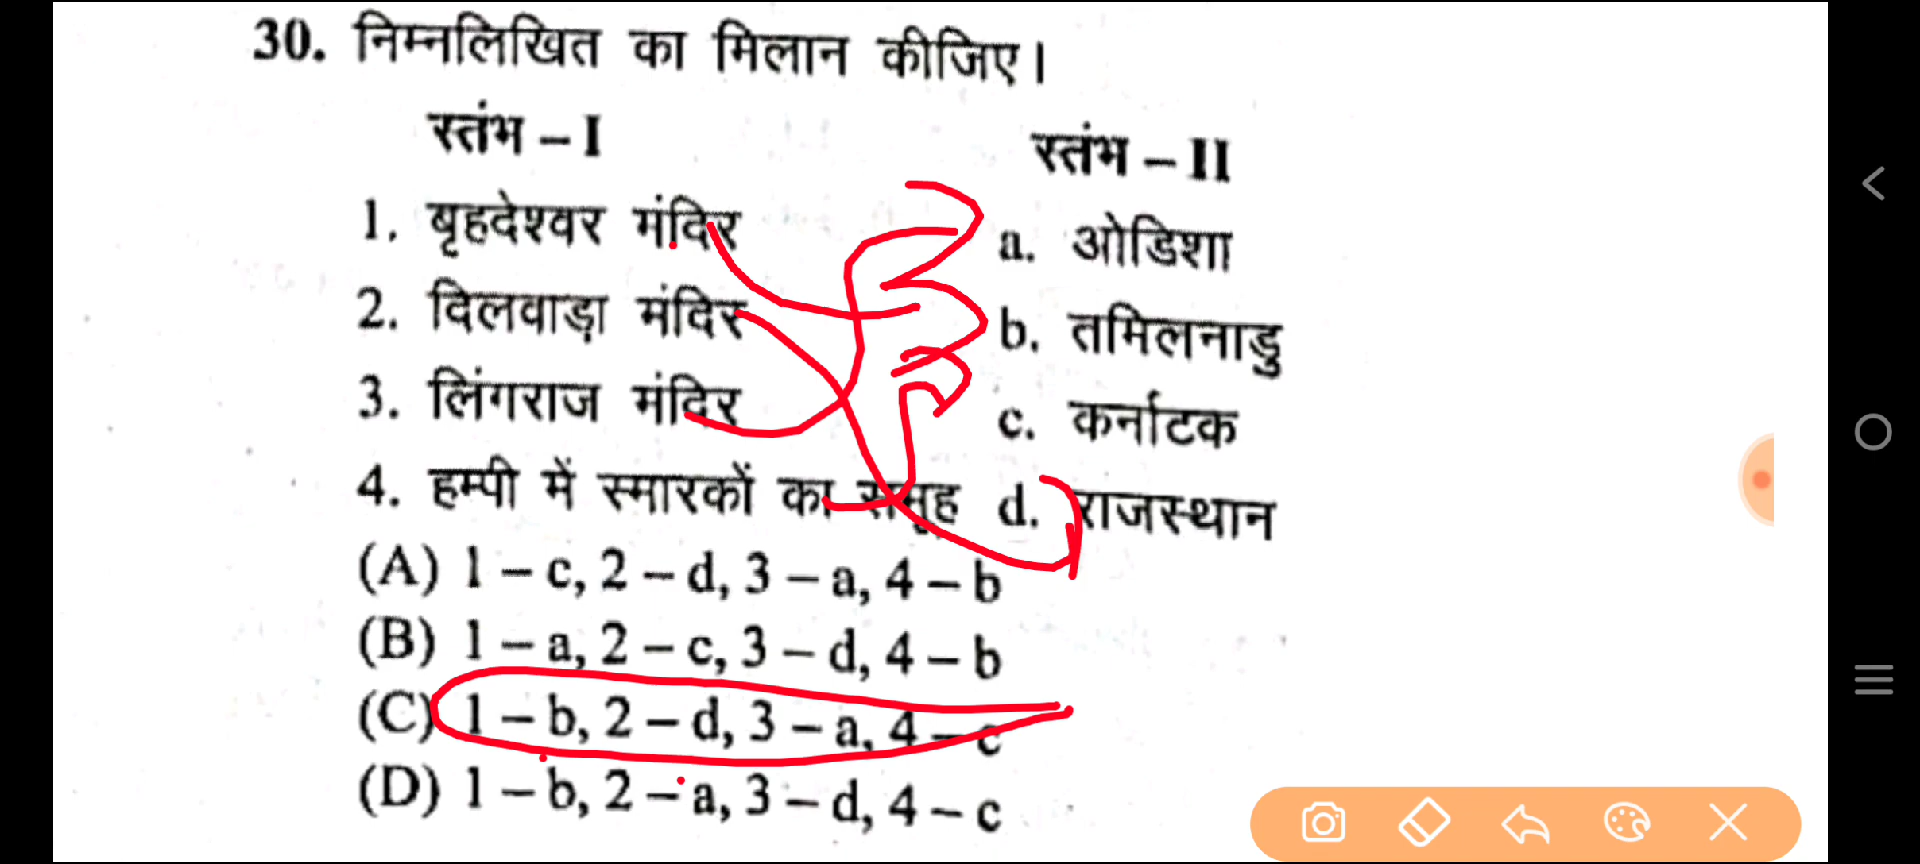 30. निम्नलिखित का मिलान कीजिए।
स्तंभ – I स्तंभ – II
1. बृहदेश्वर मंदिर a. ओडिशा
2. दिलवाड़ा मंदिर b. तमिलनाडु
3. लिंगराज मंदिर c. कर्नाटक
4. हम्पी में स्मारकों का समूह d. राजस्थान
(A) 1 – c, 2 – d, 3 – a, 4 – b
(B) 1 – a, 2 – c, 3 – d, 4 – b
(C) 1 – b, 2 – d, 3 – a, 4 – c
(D) 1 – b, 2 – a, 3 – d, 4 – c